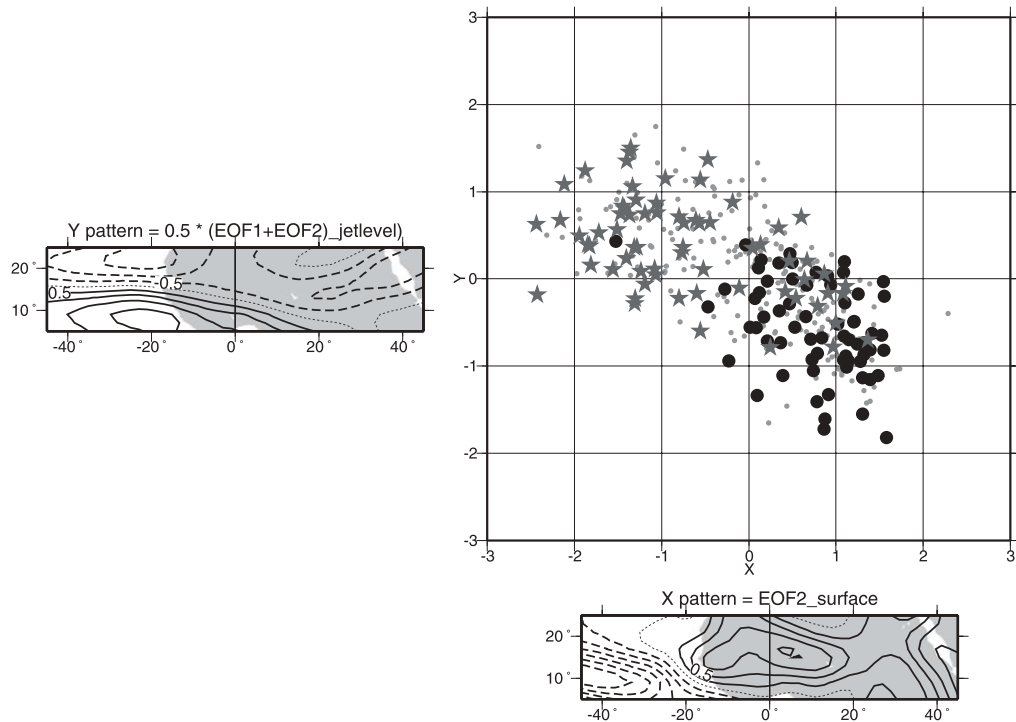 3
2
1
Y 0
-1
-2
-3
-3 -2 -1 0 1 2 3
X
Y pattern = 0.5 * (EOF1+EOF2)_jetlevel)
20°
0.5 -0.5
10°
-40° -20° 0° 20° 40°
X pattern = EOF2_surface
20°
0.5
10°
-40° -20° 0° 20° 40°